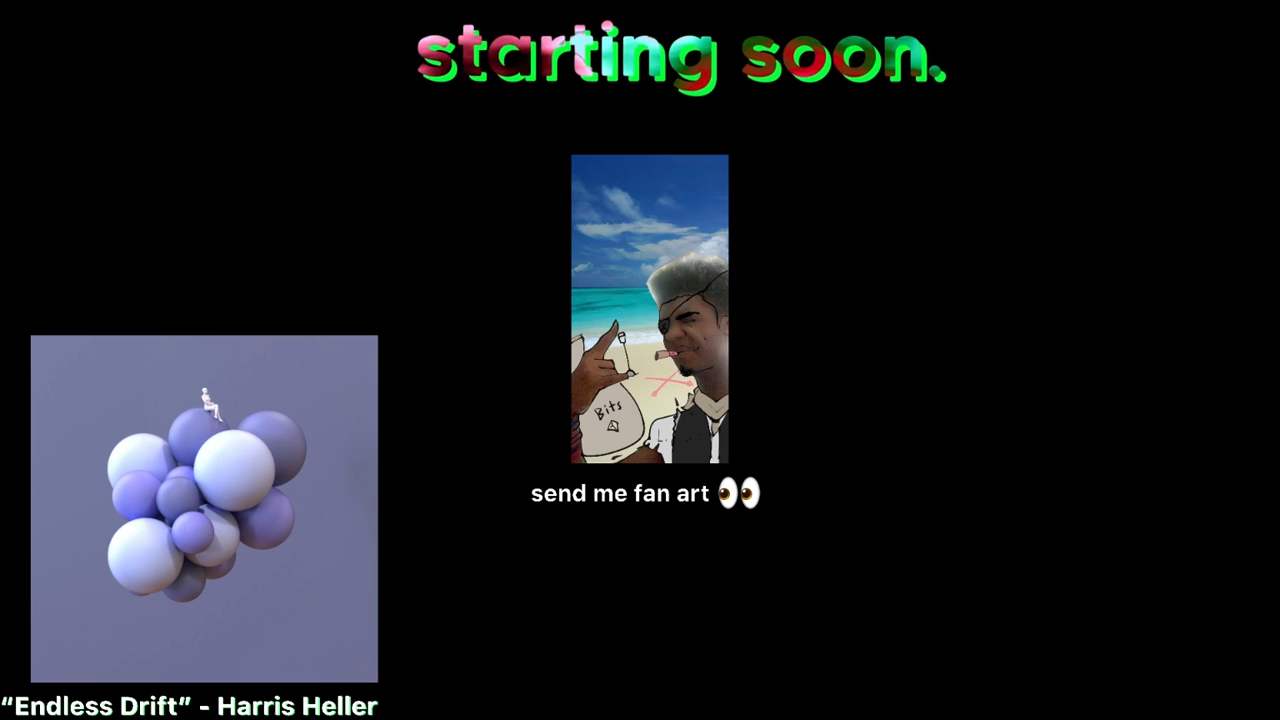 starting soon.
Bits
send me fan art 👀
“Endless Drift” - Harris Heller